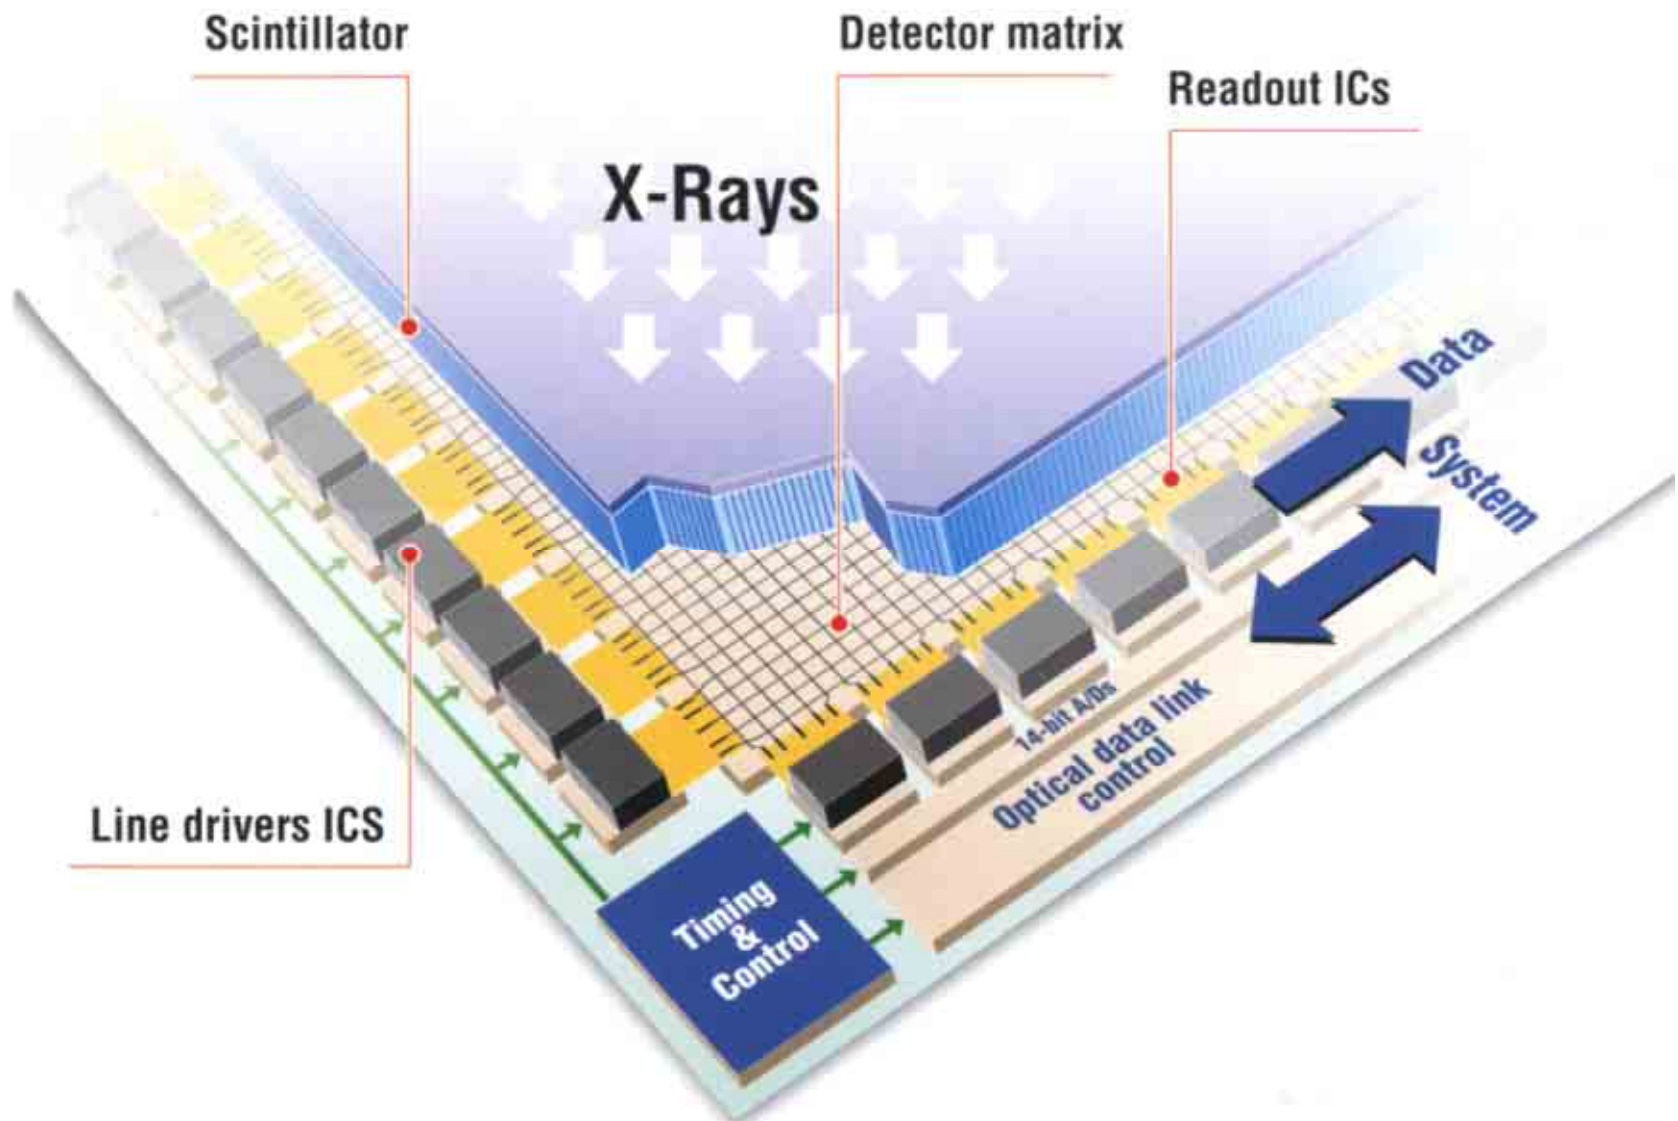 Scintillator
Detector matrix
Readout ICs
X-Rays
Data
System
14-bit A/Ds
Optical data link
control
Line drivers ICS
Timing
&
Control